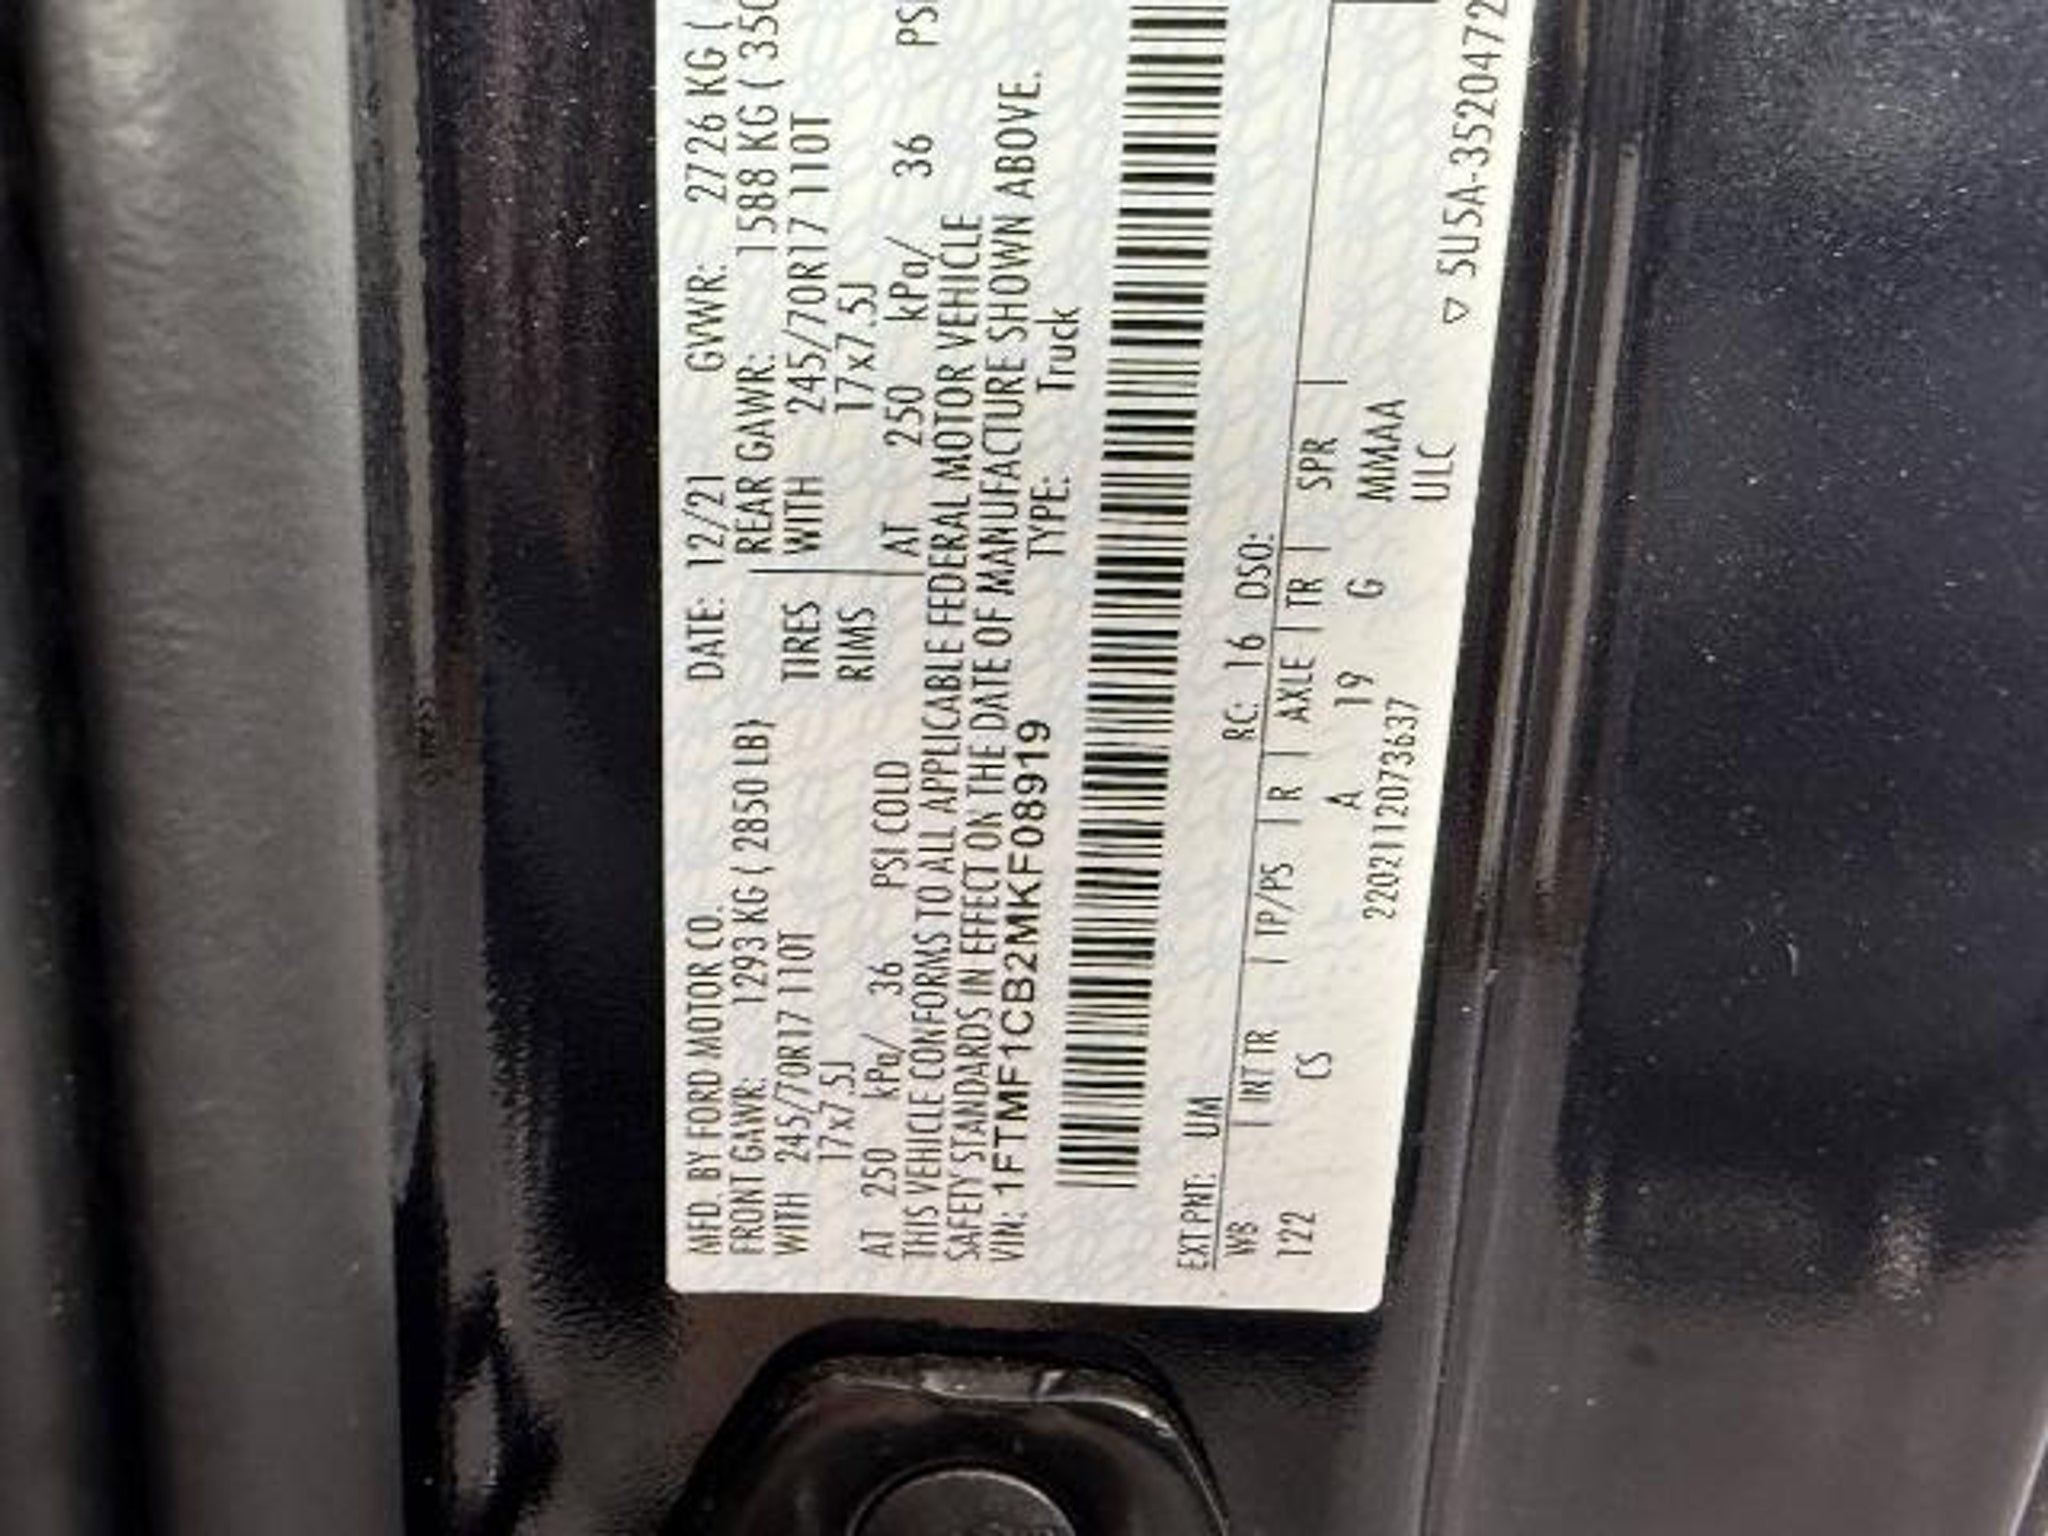 MFD. BY FORD MOTOR CO. DATE: 12/21 GVWR: 2726 KG (
FRONT GAWR: 1293 KG ( 2850 LB) REAR GAWR: 1588 KG ( 350
WITH 245/70R17 110T TIRES WITH 245/70R17 110T
17x7.5J RIMS 17x7.5J
AT 250 kPa/ 36 PSI COLD AT 250 kPa/ 36 PS
THIS VEHICLE CONFORMS TO ALL APPLICABLE FEDERAL MOTOR VEHICLE
SAFETY STANDARDS IN EFFECT ON THE DATE OF MANUFACTURE SHOWN ABOVE.
VIN: 1FTMF1CB2MKF08919 TYPE: Truck
EXT PNT: UM RC: 16 DSO:
WB | INT TR | TP/PS | R | AXLE | TR | SPR |
122 CS A 19 G MMAA
2202112073637 ULC
▽ 5U5A-3520472